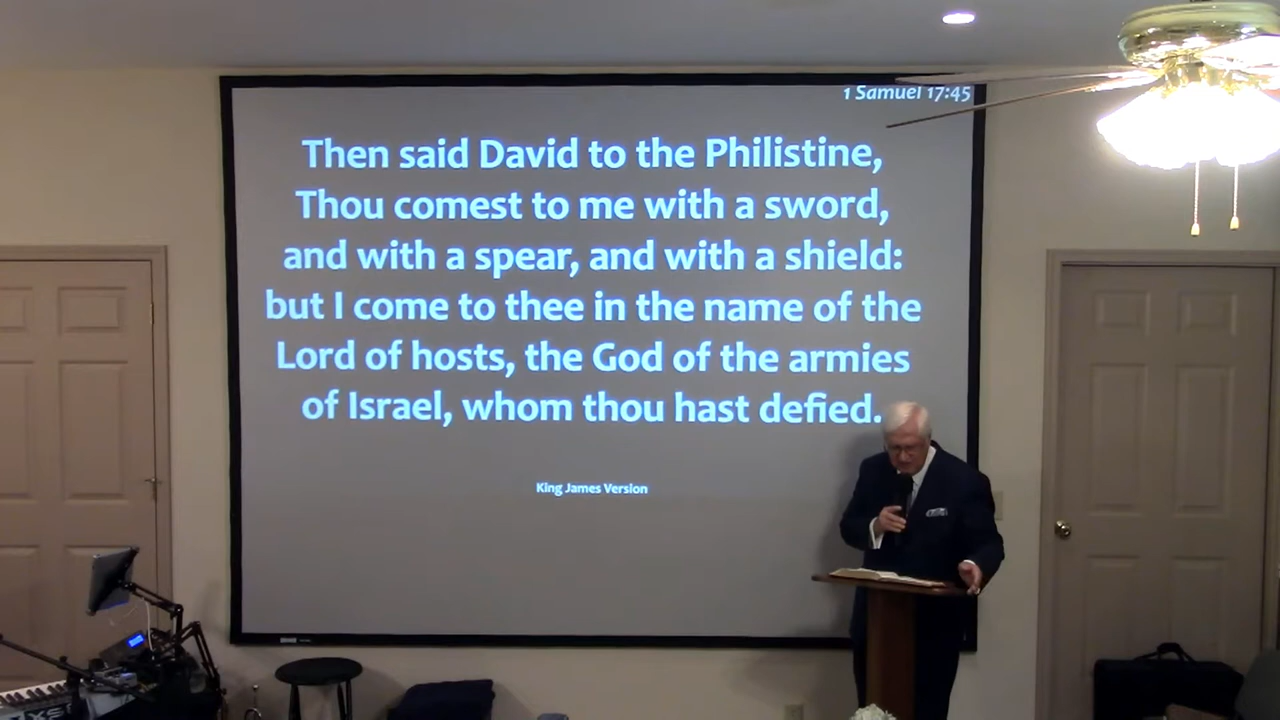 1 Samuel 17:45
Then said David to the Philistine,
Thou comest to me with a sword,
and with a spear, and with a shield:
but I come to thee in the name of the
Lord of hosts, the God of the armies
of Israel, whom thou hast defied.
King James Version